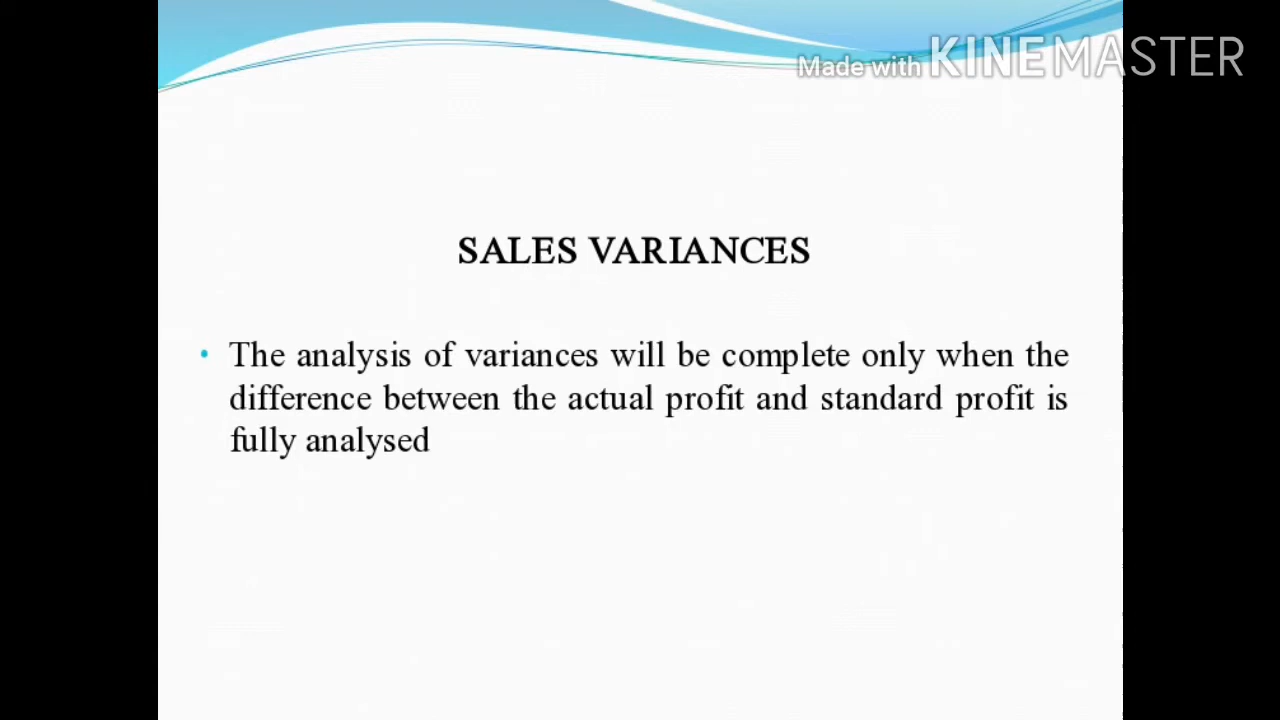 Made with KINEMASTER
SALES VARIANCES
• The analysis of variances will be complete only when the
difference between the actual profit and standard profit is
fully analysed